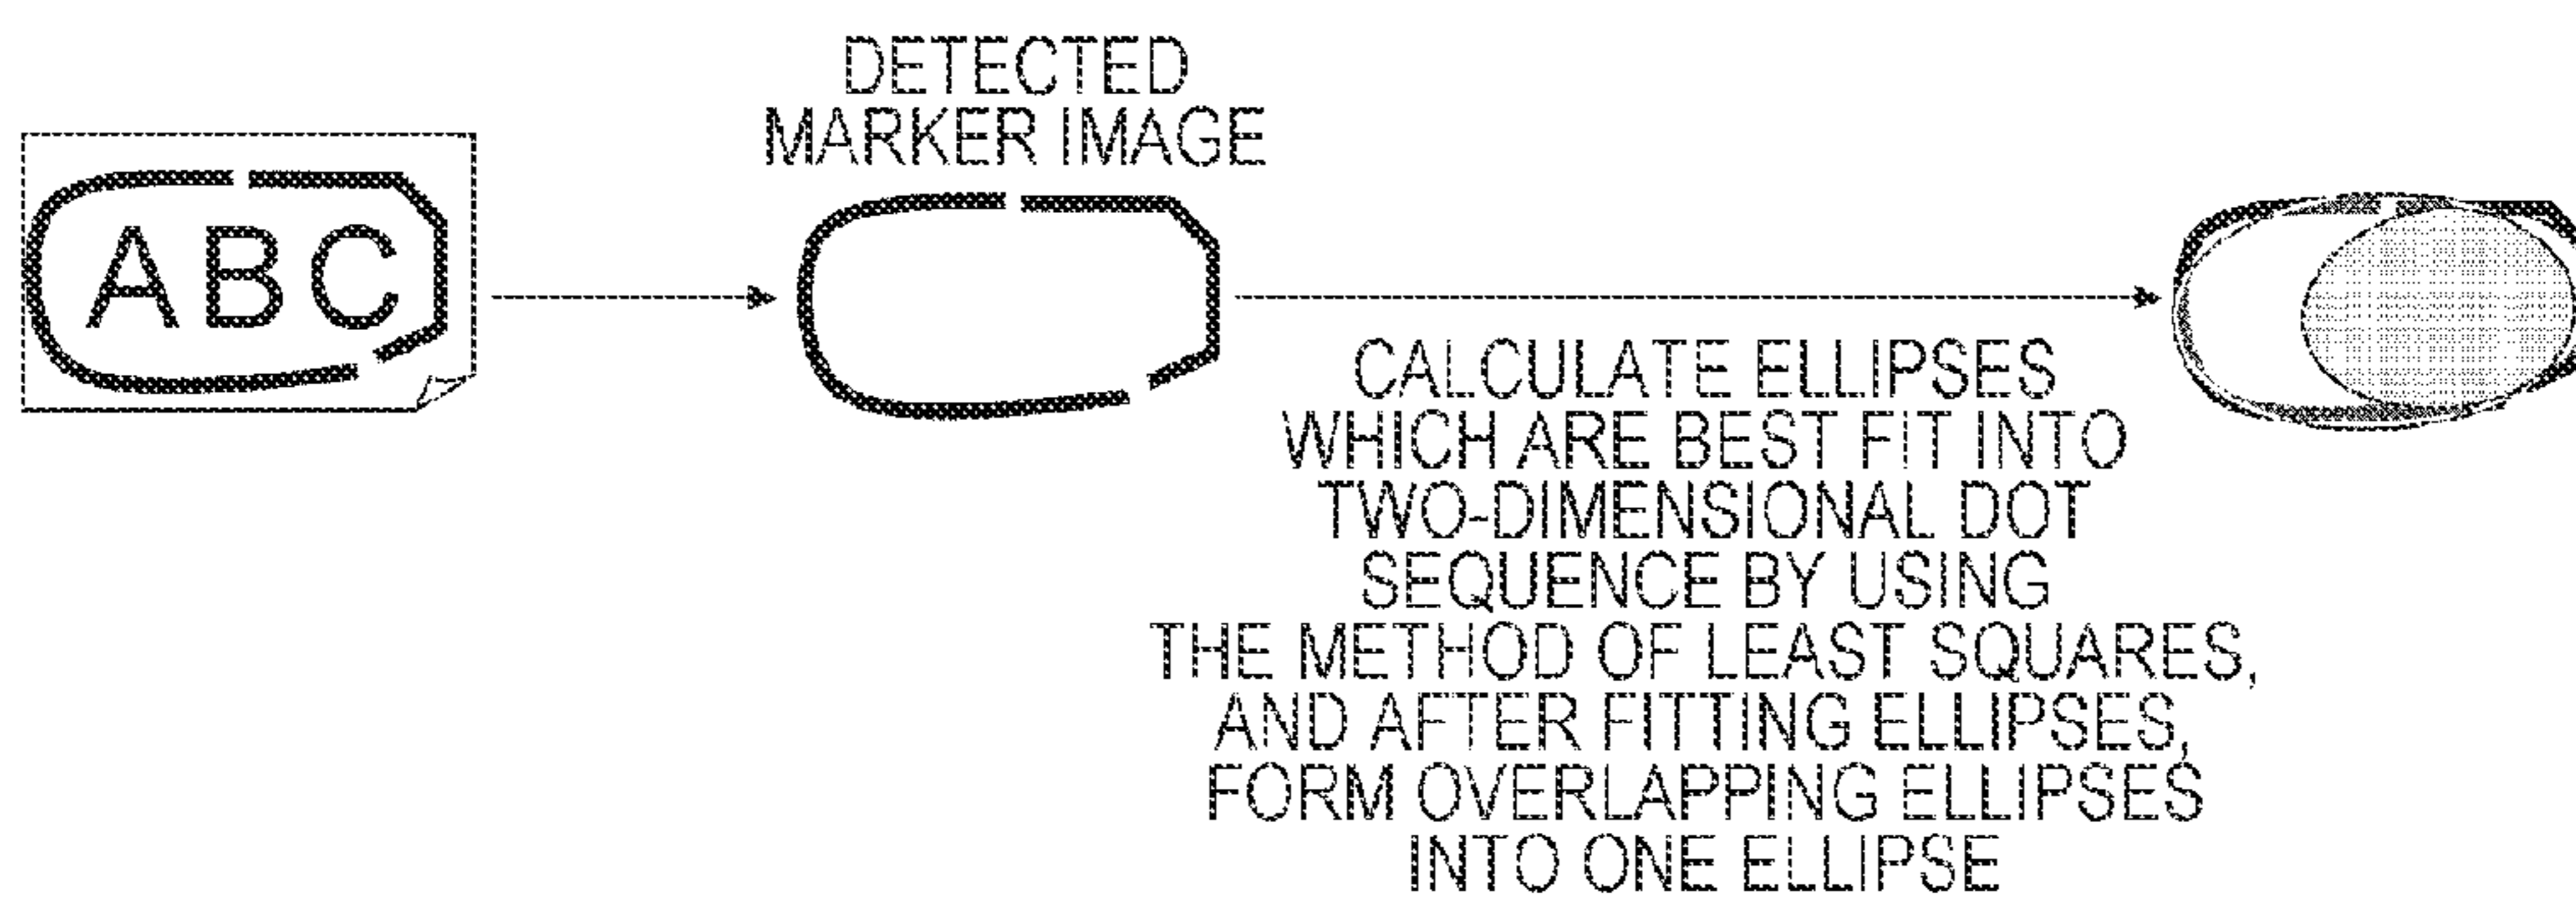 ABC
DETECTED
MARKER IMAGE
CALCULATE ELLIPSES
WHICH ARE BEST FIT INTO
TWO-DIMENSIONAL DOT
SEQUENCE BY USING
THE METHOD OF LEAST SQUARES,
AND AFTER FITTING ELLIPSES,
FORM OVERLAPPING ELLIPSES
INTO ONE ELLIPSE